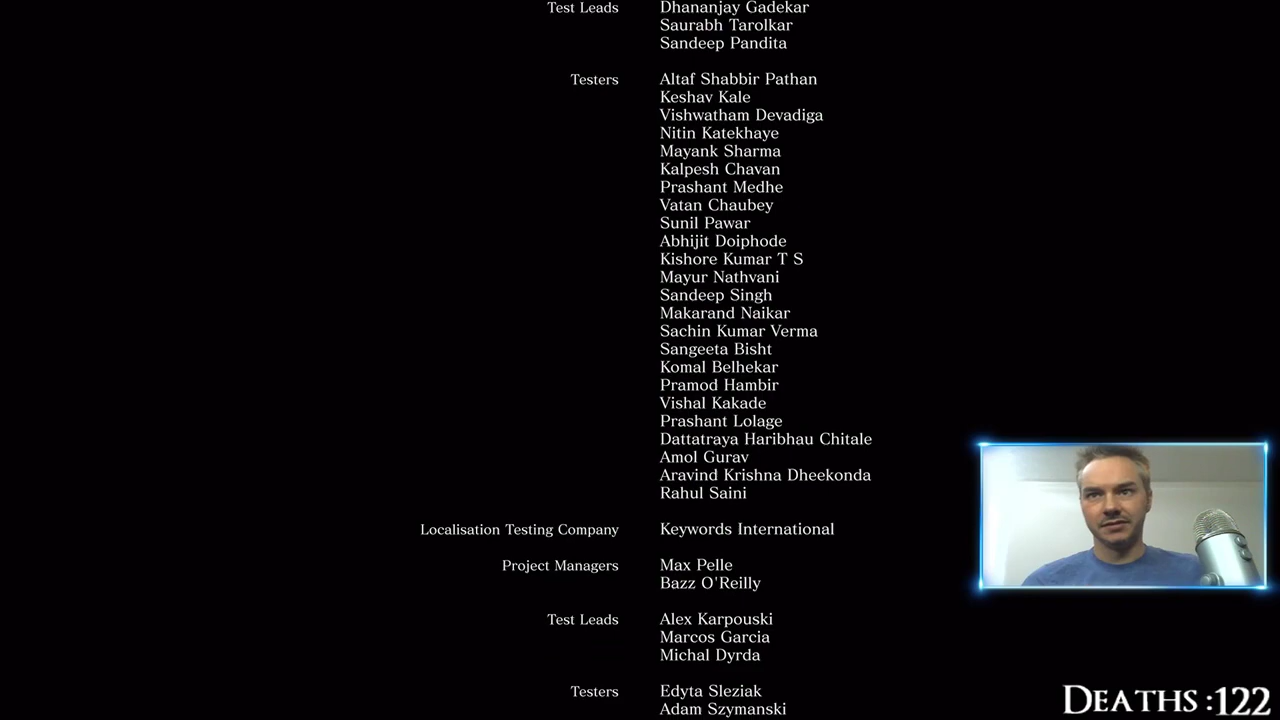 Test Leads Dhananjay Gadekar
Saurabh Tarolkar
Sandeep Pandita
Testers Altaf Shabbir Pathan
Keshav Kale
Vishwatham Devadiga
Nitin Katekhaye
Mayank Sharma
Kalpesh Chavan
Prashant Medhe
Vatan Chaubey
Sunil Pawar
Abhijit Doiphode
Kishore Kumar T S
Mayur Nathvani
Sandeep Singh
Makarand Naikar
Sachin Kumar Verma
Sangeeta Bisht
Komal Belhekar
Pramod Hambir
Vishal Kakade
Prashant Lolage
Dattatraya Haribhau Chitale
Amol Gurav
Aravind Krishna Dheekonda
Rahul Saini
Localisation Testing Company Keywords International
Project Managers Max Pelle
Bazz O'Reilly
Test Leads Alex Karpouski
Marcos Garcia
Michal Dyrda
Testers Edyta Sleziak
Adam Szymanski
DEATHS :122